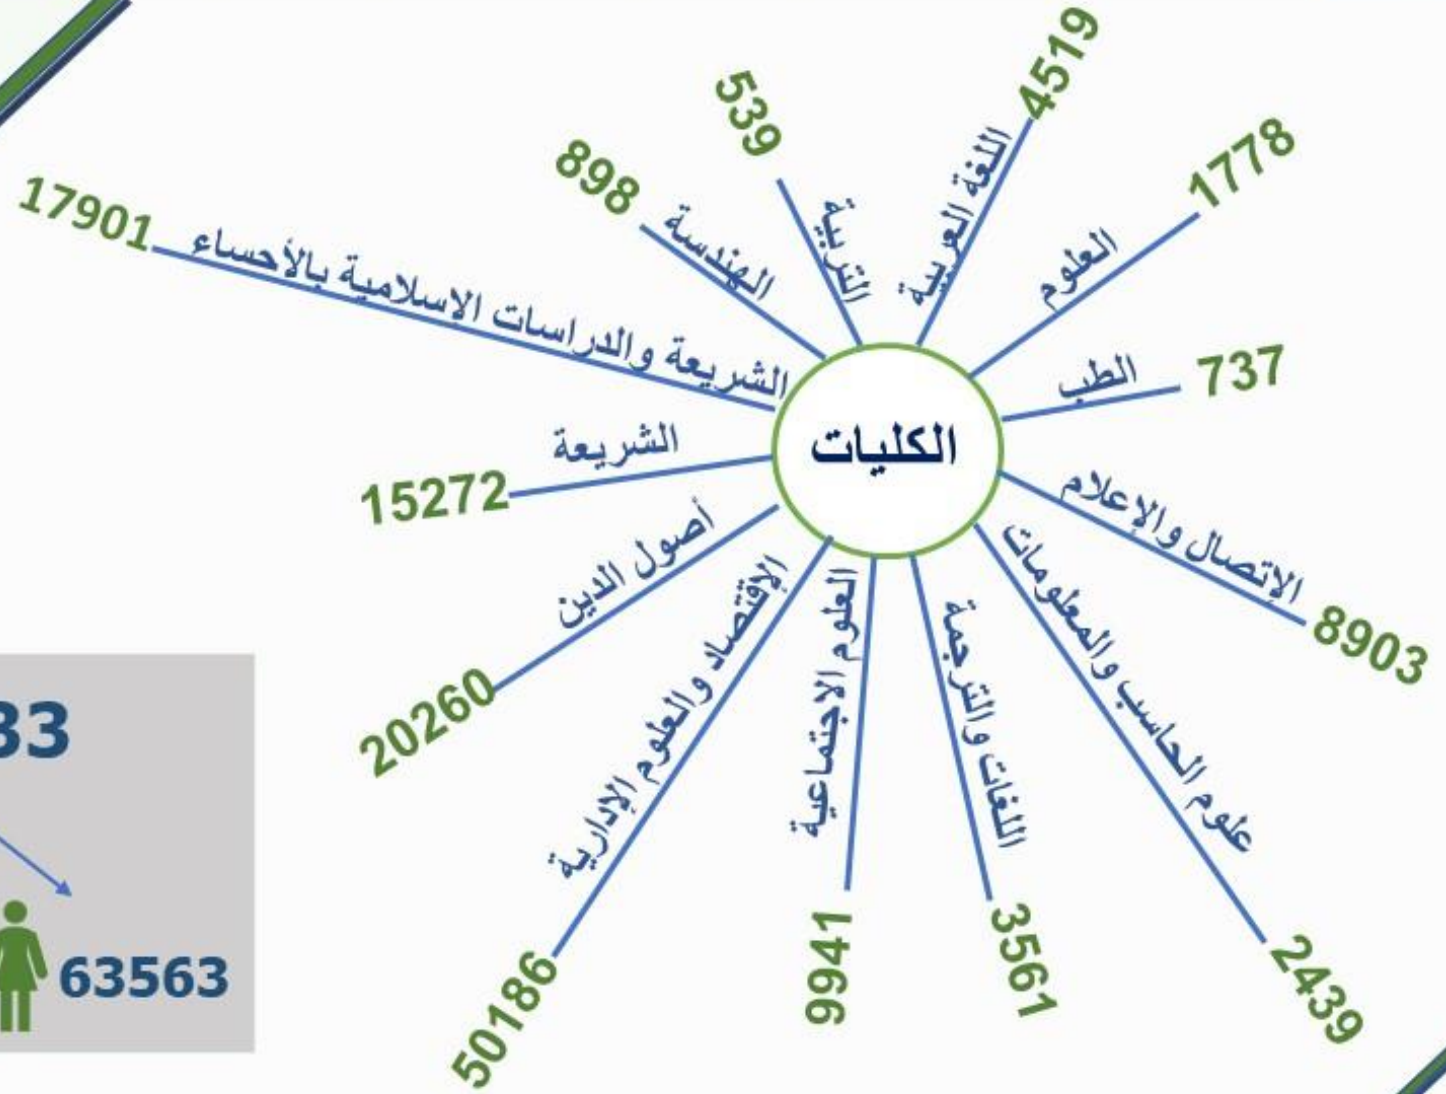 الكليات
اللغة العربية
4519
العلوم
1778
الطب
737
الإتصال والإعلام
8903
علوم الحاسب والمعلومات
2439
اللغات والترجمة
3561
العلوم الاجتماعية
9941
الإقتصاد والعلوم الإدارية
50186
أصول الدين
20260
الشريعة
15272
الشريعة والدراسات الإسلامية بالأحساء
17901
الهندسة
898
التربية
539
33
63563